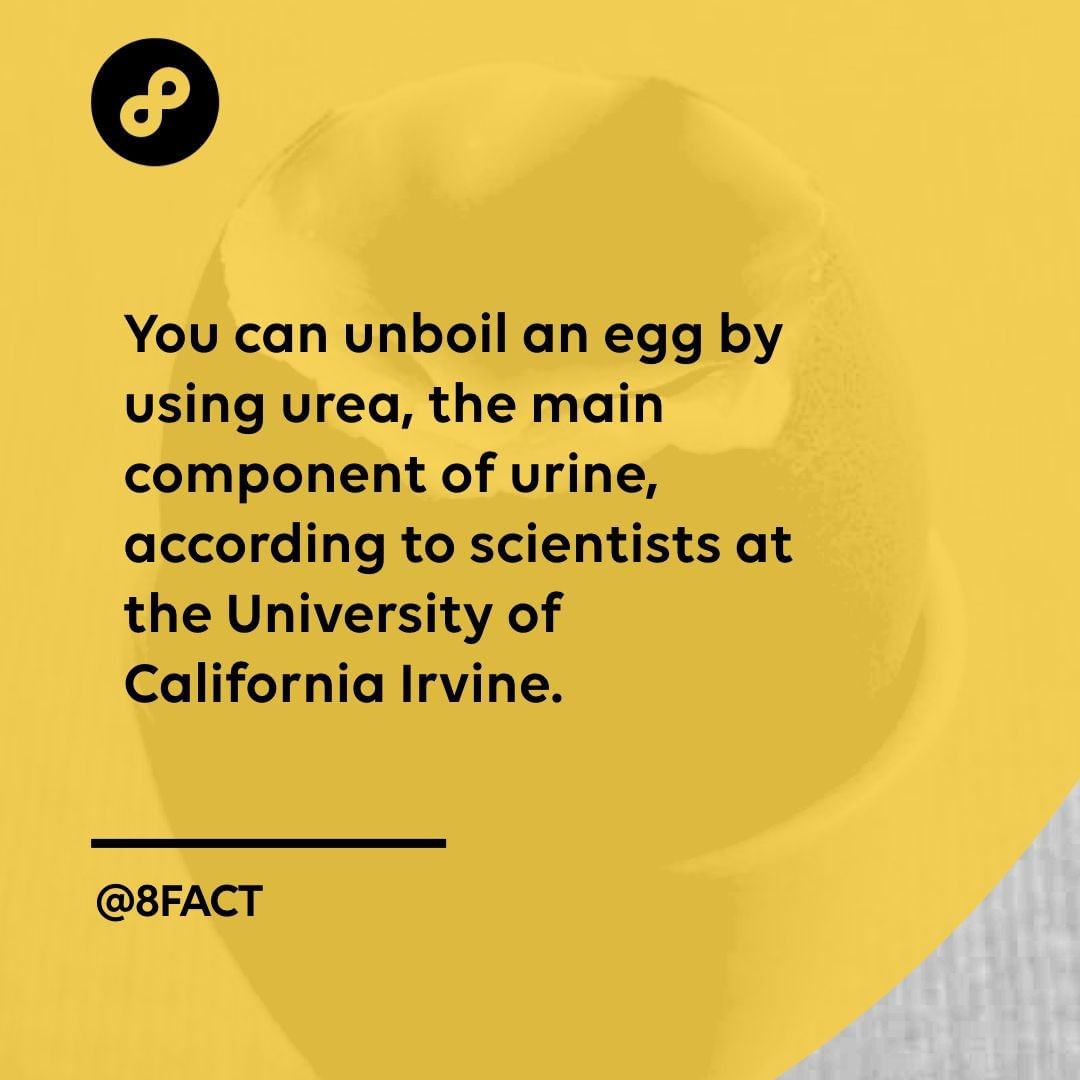 You can unboil an egg by
using urea, the main
component of urine,
according to scientists at
the University of
California Irvine.
@8FACT